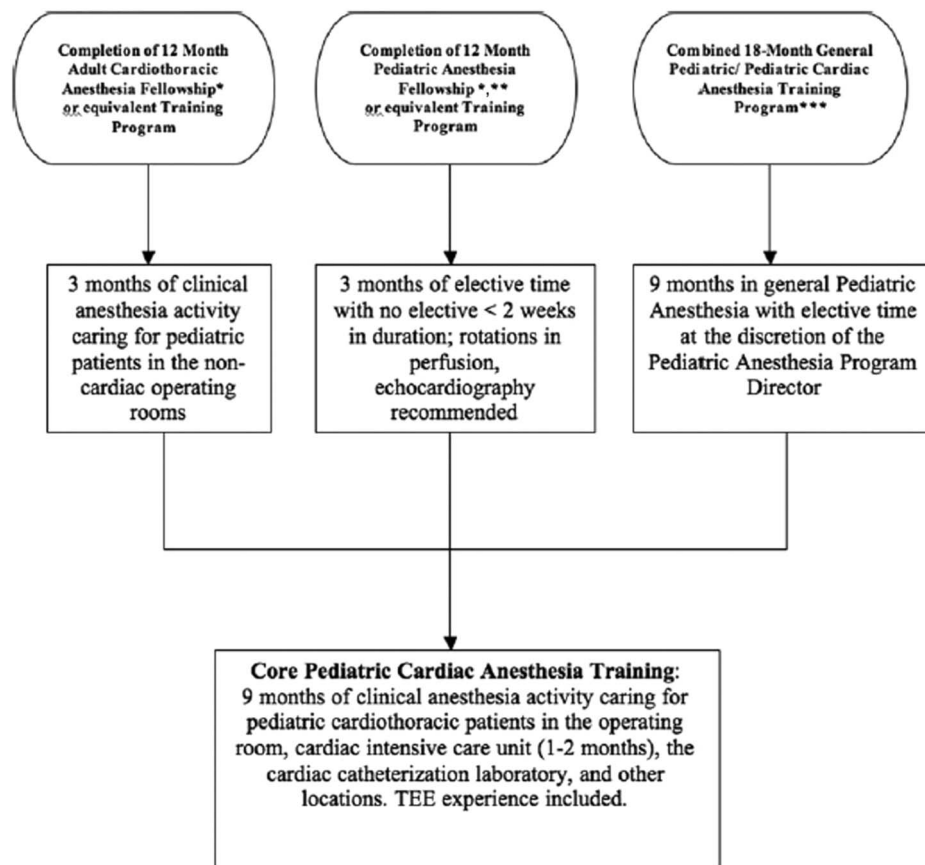 Completion of 12 Month
Adult Cardiothoracic
Anesthesia Fellowship*
or equivalent Training
Program
Completion of 12 Month
Pediatric Anesthesia
Fellowship *,**
or equivalent Training
Program
Combined 18-Month General
Pediatric/ Pediatric Cardiac
Anesthesia Training
Program***
3 months of clinical
anesthesia activity
caring for pediatric
patients in the non-
cardiac operating
rooms
3 months of elective time
with no elective < 2 weeks
in duration; rotations in
perfusion,
echocardiography
recommended
9 months in general Pediatric
Anesthesia with elective time
at the discretion of the
Pediatric Anesthesia Program
Director
Core Pediatric Cardiac Anesthesia Training:
9 months of clinical anesthesia activity caring for
pediatric cardiothoracic patients in the operating
room, cardiac intensive care unit (1-2 months), the
cardiac catheterization laboratory, and other
locations. TEE experience included.